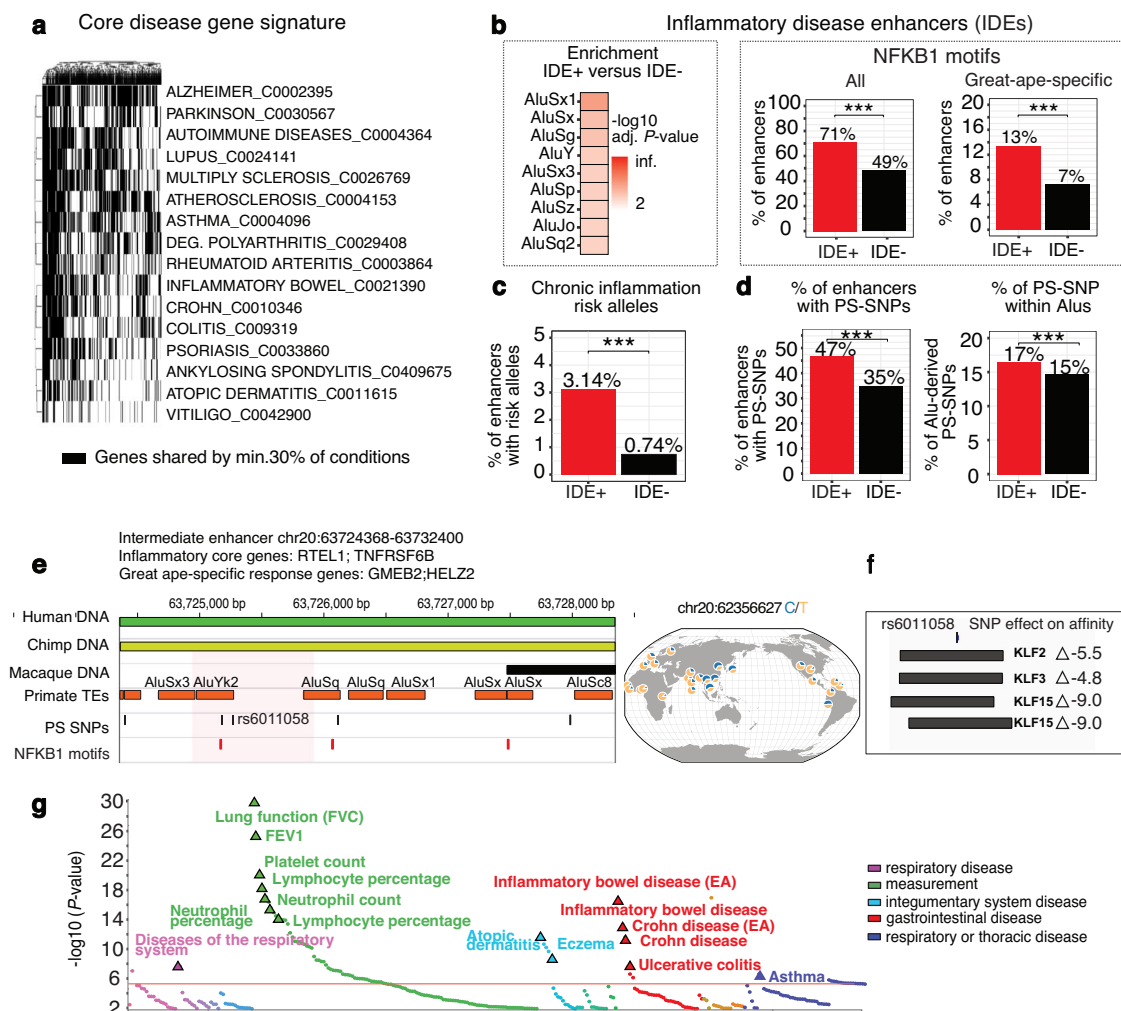 a
Core disease gene signature
ALZHEIMER_C0002395
PARKINSON_C0030567
AUTOIMMUNE DISEASES_C0004364
LUPUS_C0024141
MULTIPLY SCLEROSIS_C0026769
ATHEROSCLEROSIS_C0004153
ASTHMA_C0004096
DEG. POLYARTHRITIS_C0029408
RHEUMATOID ARTERITIS_C0003864
INFLAMMATORY BOWEL_C0021390
CROHN_C0010346
COLITIS_C009319
PSORIASIS_C0033860
ANKYLOSING SPONDYLITIS_C0409675
ATOPIC DERMATITIS_C0011615
VITILIGO_C0042900
Genes shared by min.30% of conditions
b
Inflammatory disease enhancers (IDEs)
Enrichment
IDE+ versus IDE-
AluSx1
AluSx
AluSg
AluY
AluSx3
AluSp
AluSz
AluJo
AluSq2
-log10
adj. P-value
inf.
2
NFKB1 motifs
All
% of enhancers
100
80
60
40
20
0
***
71%
49%
IDE+ IDE-
Great-ape-specific
% of enhancers
20
16
12
8
4
0
***
13%
7%
IDE+ IDE-
c
Chronic inflammation
risk alleles
% of enhancers
with risk alleles
5
4
3
2
1
0
***
3.14%
0.74%
IDE+ IDE-
d
% of enhancers
with PS-SNPs
% of enhancers
with PS-SNPs
40
30
20
30
50
0
***
47%
35%
IDE+ IDE-
% of PS-SNP
within Alus
% of Alu-derived
PS-SNPs
20
15
10
5
0
***
17%
15%
IDE+ IDE-
e
Intermediate enhancer chr20:63724368-63732400
Inflammatory core genes: RTEL1; TNFRSF6B
Great ape-specific response genes: GMEB2;HELZ2
63,725,000 bp 63,726,000 bp 63,727,000 bp 63,728,000 bp
Human DNA
Chimp DNA
Macaque DNA
AluSx3 AluYk2 AluSq AluSq AluSx1 AluSx AluSx AluSc8
Primate TEs
PS SNPs
rs6011058
NFKB1 motifs
chr20:62356627 C/T
f
rs6011058 SNP effect on affinity
KLF2 △-5.5
KLF3 △-4.8
KLF15 △-9.0
KLF15 △-9.0
g
-log10 (P-value)
30
26
22
18
14
10
6
2
Lung function (FVC)
FEV1
Platelet count
Lymphocyte percentage
Neutrophil count
Neutrophil
percentage
Lymphocyte percentage
Diseases of the respiratory
system
Atopic
dermatitis
Eczema
Inflammatory bowel disease (EA)
Inflammatory bowel disease
Crohn disease (EA)
Crohn disease
Ulcerative colitis
Asthma
respiratory disease
measurement
integumentary system disease
gastrointestinal disease
respiratory or thoracic disease